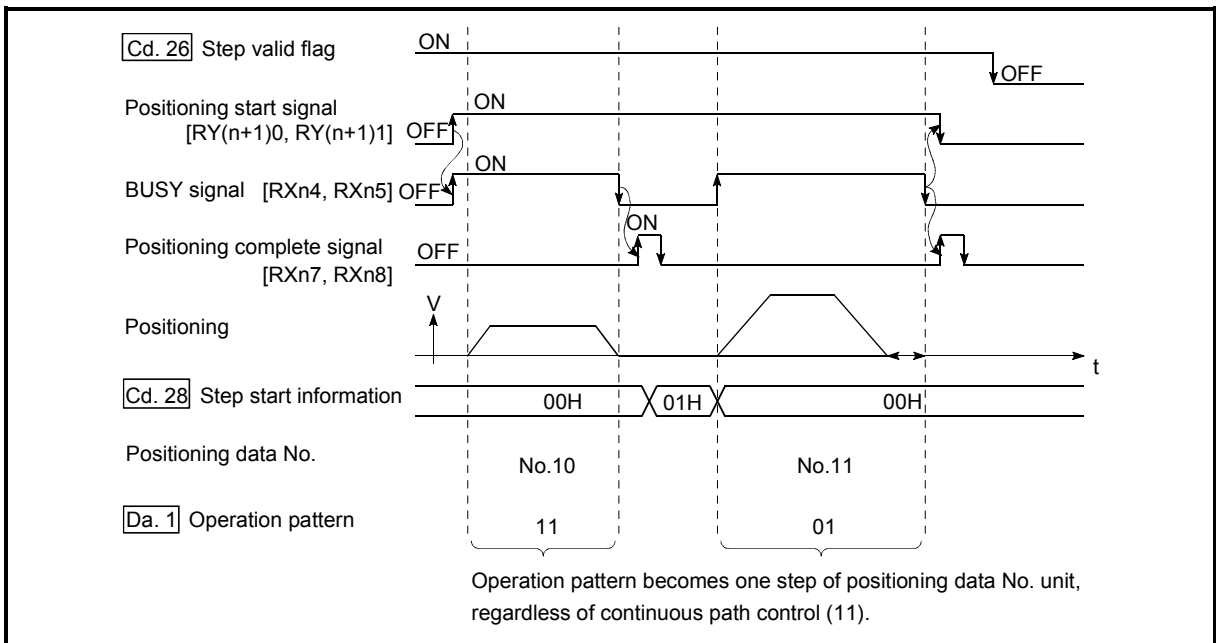 Cd. 26 Step valid flag
ON
OFF
Positioning start signal
[RY(n+1)0, RY(n+1)1]
OFF
ON
BUSY signal [RXn4, RXn5]
OFF
ON
Positioning complete signal
[RXn7, RXn8]
OFF
ON
V
Positioning
t
Cd. 28 Step start information
00H
01H
00H
Positioning data No.
No.10
No.11
Da. 1 Operation pattern
11
01
Operation pattern becomes one step of positioning data No. unit,
regardless of continuous path control (11).